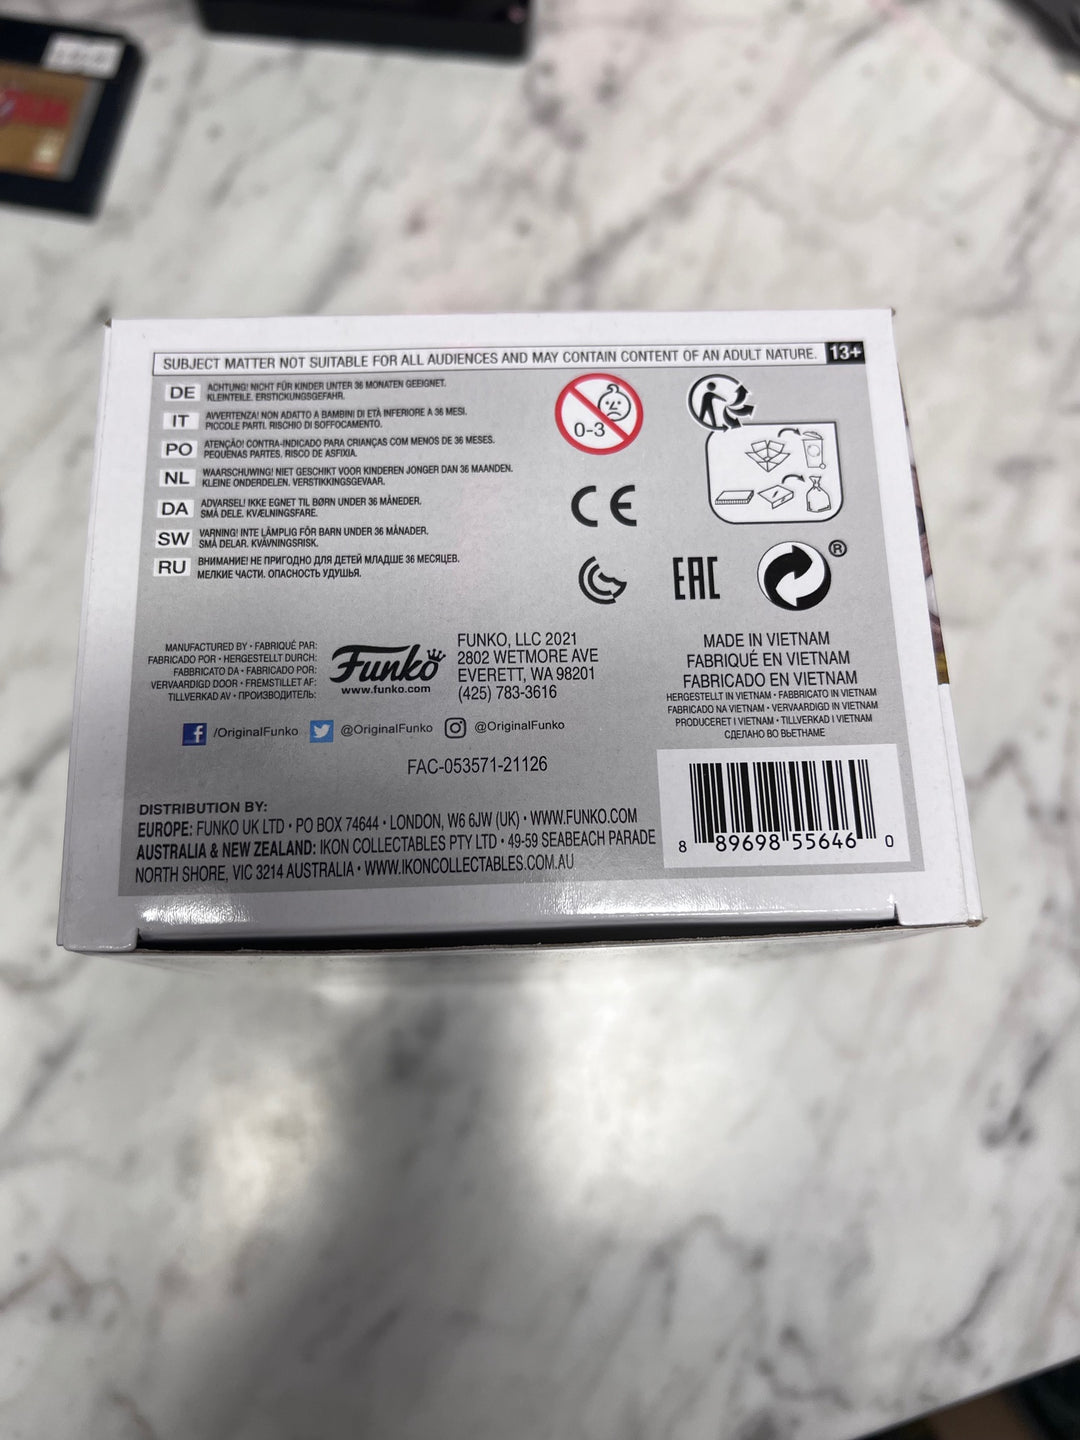 SUBJECT MATTER NOT SUITABLE FOR ALL AUDIENCES AND MAY CONTAIN CONTENT OF AN ADULT NATURE. 13+
DE ACHTUNG! NICHT FÜR KINDER UNTER 36 MONATEN GEEIGNET.
KLEINTEILE. ERSTICKUNGSGEFAHR.
IT AVVERTENZA! NON ADATTO A BAMBINI DI ETÀ INFERIORE A 36 MESI.
PICCOLE PARTI. RISCHIO DI SOFFOCAMENTO.
PO ATENÇÃO! CONTRA-INDICADO PARA CRIANÇAS COM MENOS DE 36 MESES.
PEQUENAS PARTES. RISCO DE ASFIXIA.
NL WAARSCHUWING! NIET GESCHIKT VOOR KINDEREN JONGER DAN 36 MAANDEN.
KLEINE ONDERDELEN. VERSTIKKINGSGEVAAR.
DA ADVARSEL! IKKE EGNET TIL BØRN UNDER 36 MÅNEDER.
SMÅ DELE. KVÆLNINGSFARE.
SW VARNING! INTE LÄMPLIG FÖR BARN UNDER 36 MÅNADER.
SMÅ DELAR. KVÄVNINGSRISK.
RU ВНИМАНИЕ! НЕ ПРИГОДНО ДЛЯ ДЕТЕЙ МЛАДШЕ 36 МЕСЯЦЕВ.
МЕЛКИЕ ЧАСТИ. ОПАСНОСТЬ УДУШЬЯ.
0-3
CE
EAC
®
MANUFACTURED BY • FABRIQUÉ PAR:
FABRICADO POR • HERGESTELLT DURCH:
FABBRICATO DA • FABRICADO POR:
VERVAARDIGD DOOR • FREMSTILLET AF:
TILLVERKAD AV • ПРОИЗВОДИТЕЛЬ:
Funko
www.funko.com
FUNKO, LLC 2021
2802 WETMORE AVE
EVERETT, WA 98201
(425) 783-3616
MADE IN VIETNAM
FABRIQUÉ EN VIETNAM
FABRICADO EN VIETNAM
HERGESTELLT IN VIETNAM • FABBRICATO IN VIETNAM
FABRICADO NA VIETNAM • VERVAARDIGD IN VIETNAM
PRODUCERET I VIETNAM • TILLVERKAD I VIETNAM
СДЕЛАНО ВО ВЬЕТНАМЕ
/OriginalFunko @OriginalFunko @OriginalFunko
FAC-053571-21126
DISTRIBUTION BY:
EUROPE: FUNKO UK LTD • PO BOX 74644 • LONDON, W6 6JW (UK) • WWW.FUNKO.COM
AUSTRALIA & NEW ZEALAND: IKON COLLECTABLES PTY LTD • 49-59 SEABEACH PARADE
NORTH SHORE, VIC 3214 AUSTRALIA • WWW.IKONCOLLECTABLES.COM.AU
8 89698 55646 0